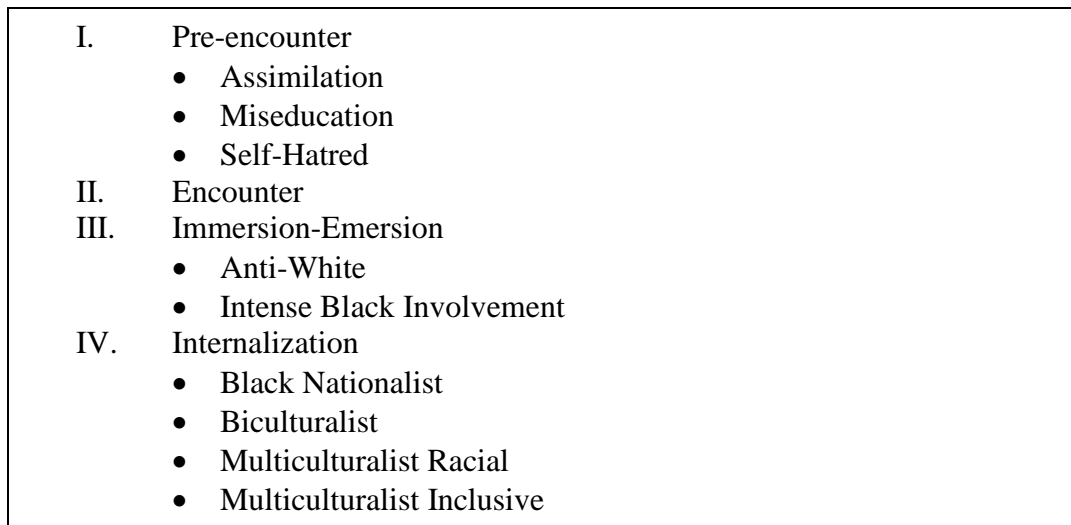 I. Pre-encounter
• Assimilation
• Miseducation
• Self-Hatred
II. Encounter
III. Immersion-Emersion
• Anti-White
• Intense Black Involvement
IV. Internalization
• Black Nationalist
• Biculturalist
• Multiculturalist Racial
• Multiculturalist Inclusive